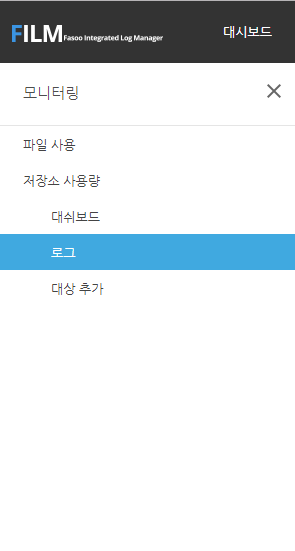 FILM Fasoo Integrated Log Manager 대시보드
모니터링
파일 사용
저장소 사용량
대쉬보드
로그
대상 추가